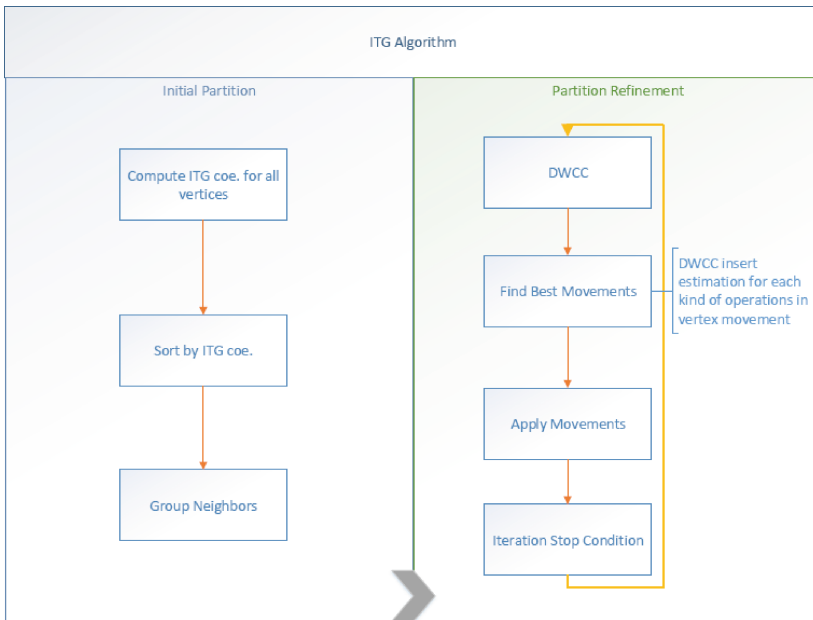 ITG Algorithm
Initial Partition
Compute ITG coe. for all
vertices
Sort by ITG coe.
Group Neighbors
Partition Refinement
DWCC
Find Best Movements
DWCC insert
estimation for each
kind of operations in
vertex movement
Apply Movements
Iteration Stop Condition